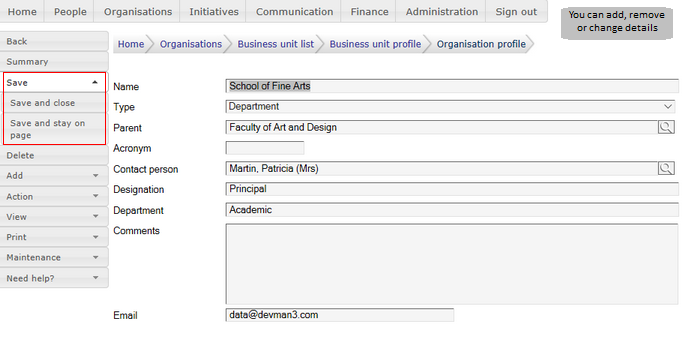 Home People Organisations Initiatives Communication Finance Administration Sign out
You can add, remove
or change details
Back
Summary
Save
Save and close
Save and stay on
page
Delete
Add
Action
View
Print
Maintenance
Need help?
Home Organisations Business unit list Business unit profile Organisation profile
Name School of Fine Arts
Type Department
Parent Faculty of Art and Design
Acronym
Contact person Martin, Patricia (Mrs)
Designation Principal
Department Academic
Comments
Email data@devman3.com